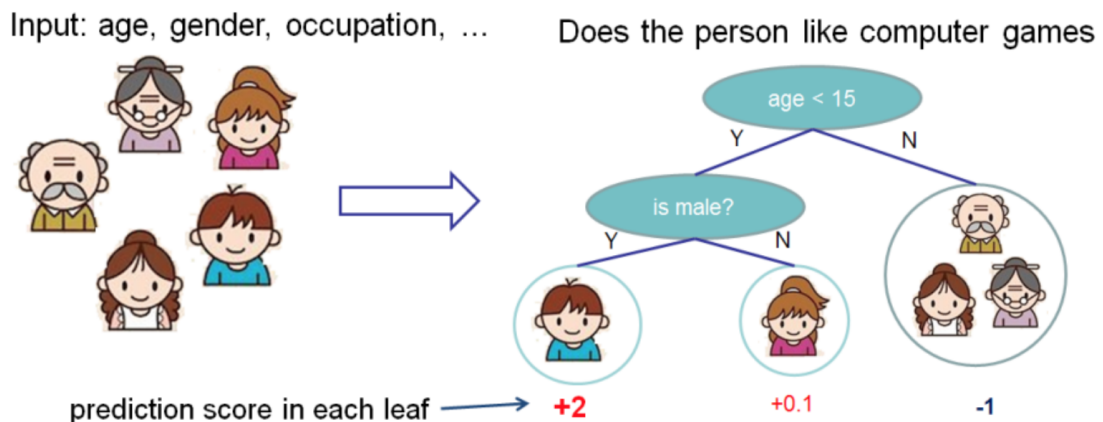 Input: age, gender, occupation, ...
Does the person like computer games
age < 15
Y
N
is male?
Y
N
prediction score in each leaf
+2
+0.1
-1